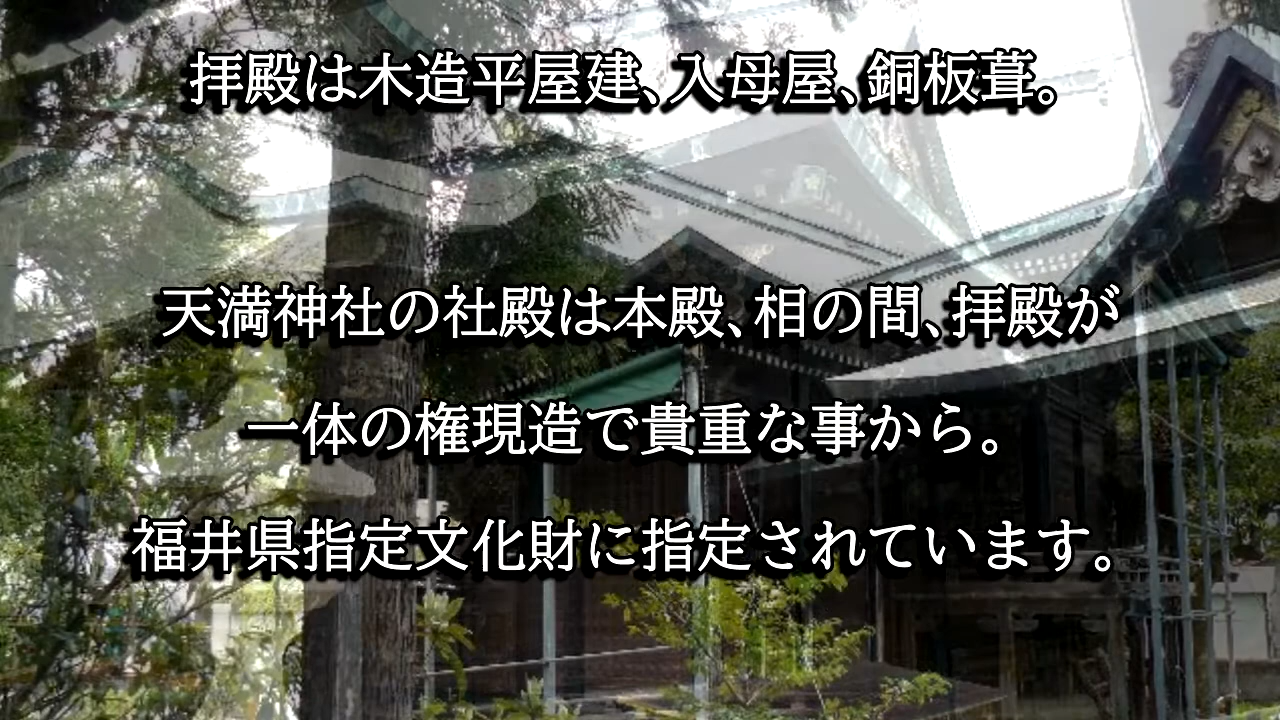 拝殿は木造平屋建、入母屋、銅板葺。
天満神社の社殿は本殿、相の間、拝殿が
一体の権現造で貴重な事から。
福井県指定文化財に指定されています。